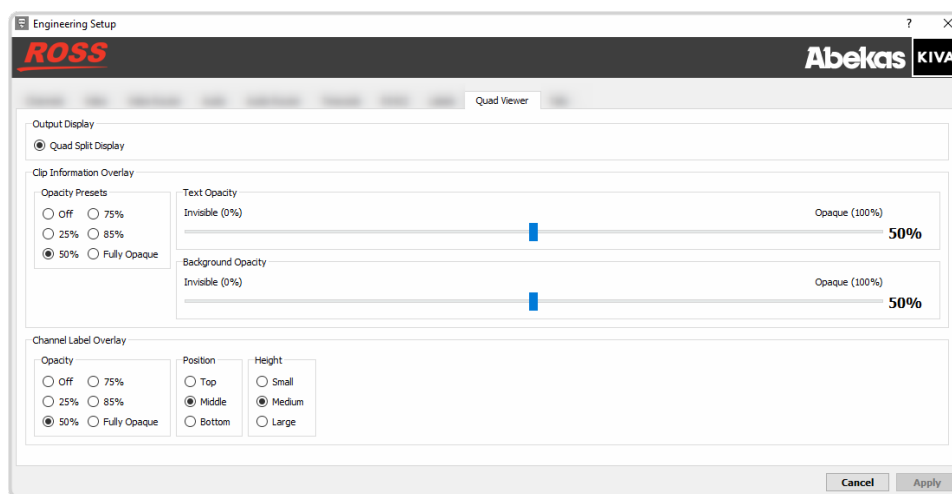 Engineering Setup
?
ROSS
Abekas KIVA
Quad Viewer
Output Display
Quad Split Display
Clip Information Overlay
Opacity Presets
Off 75%
25% 85%
50% Fully Opaque
Text Opacity
Invisible (0%) Opaque (100%)
50%
Background Opacity
Invisible (0%) Opaque (100%)
50%
Channel Label Overlay
Opacity
Off 75%
25% 85%
50% Fully Opaque
Position
Top
Middle
Bottom
Height
Small
Medium
Large
Cancel Apply